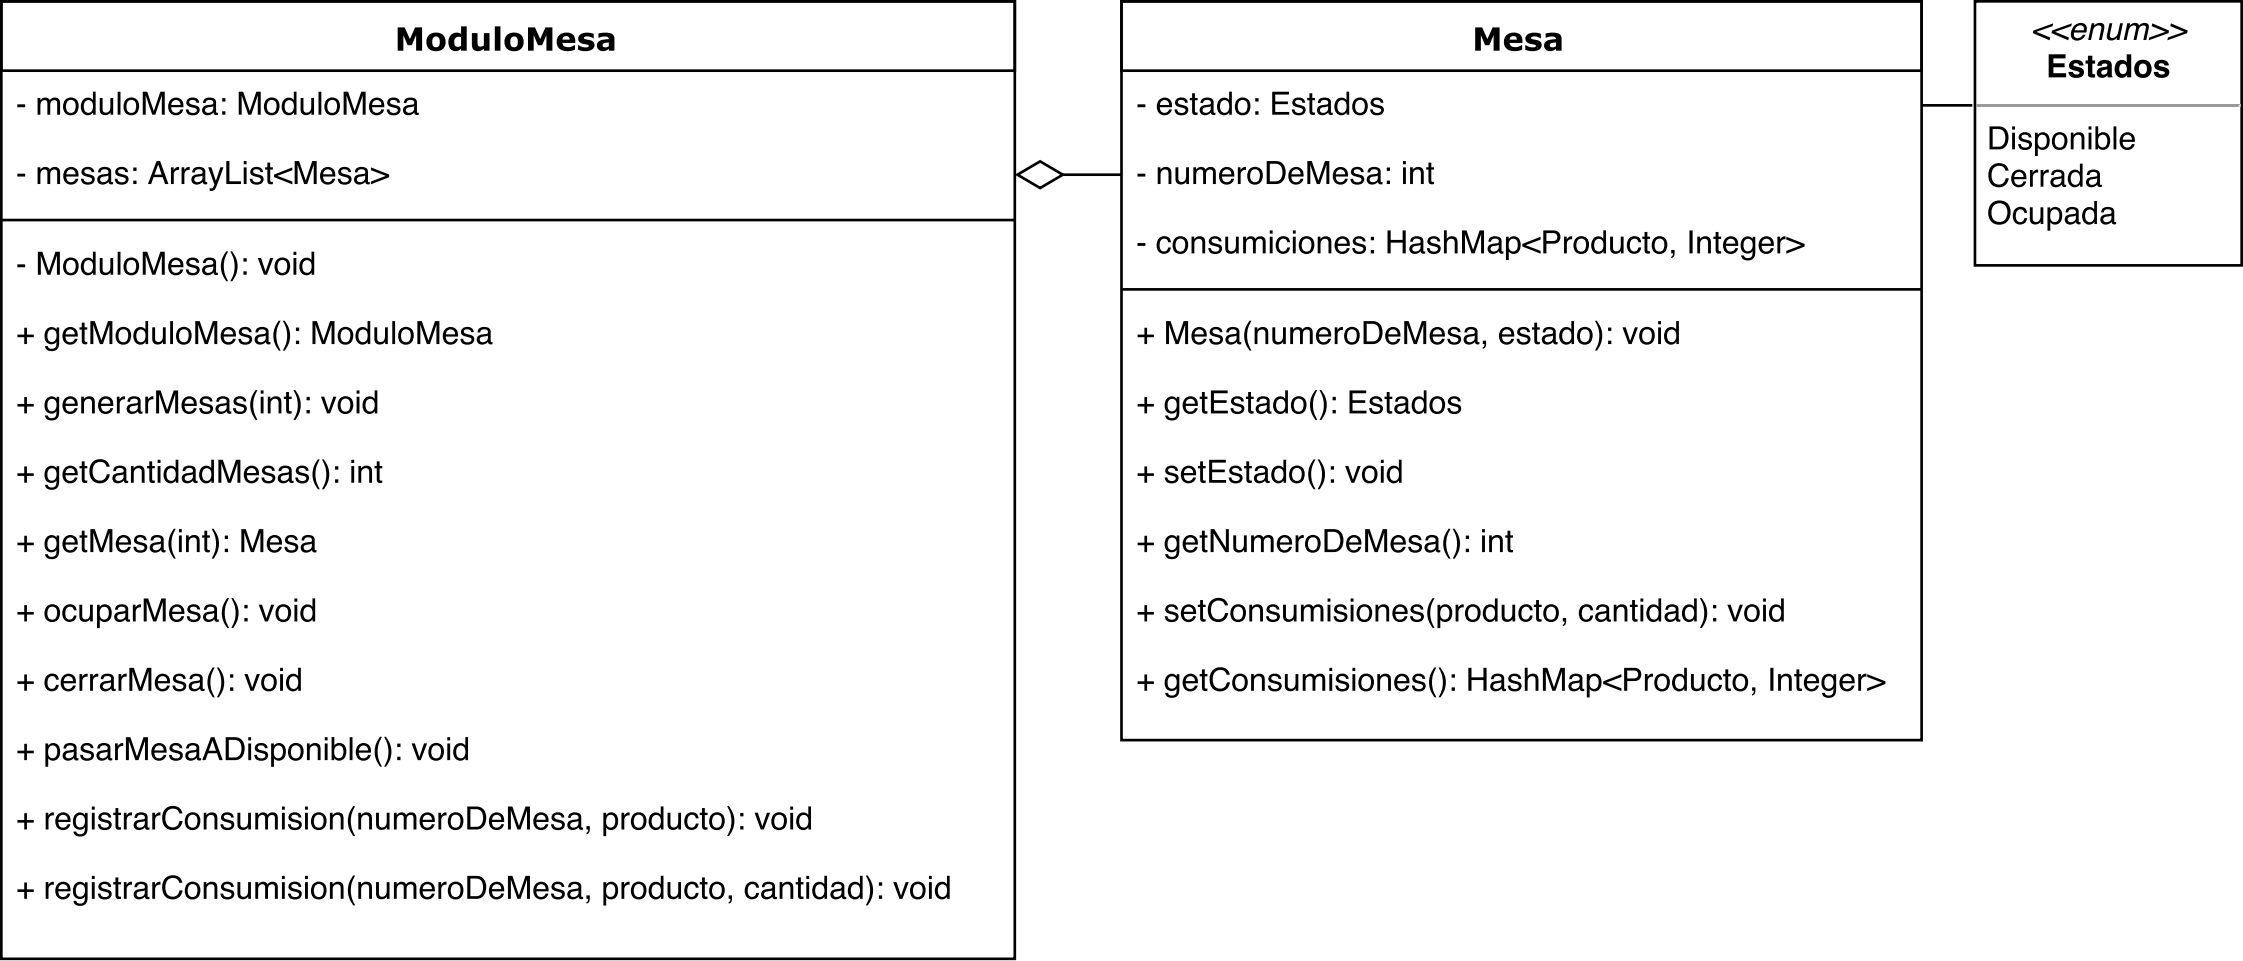 ModuloMesa
- moduloMesa: ModuloMesa
- mesas: ArrayList<Mesa>
- ModuloMesa(): void
+ getModuloMesa(): ModuloMesa
+ generarMesas(int): void
+ getCantidadMesas(): int
+ getMesa(int): Mesa
+ ocuparMesa(): void
+ cerrarMesa(): void
+ pasarMesaADisponible(): void
+ registrarConsumision(numeroDeMesa, producto): void
+ registrarConsumision(numeroDeMesa, producto, cantidad): void
Mesa
- estado: Estados
- numeroDeMesa: int
- consumiciones: HashMap<Producto, Integer>
+ Mesa(numeroDeMesa, estado): void
+ getEstado(): Estados
+ setEstado(): void
+ getNumeroDeMesa(): int
+ setConsumisiones(producto, cantidad): void
+ getConsumisiones(): HashMap<Producto, Integer>
<<enum>>
Estados
Disponible
Cerrada
Ocupada